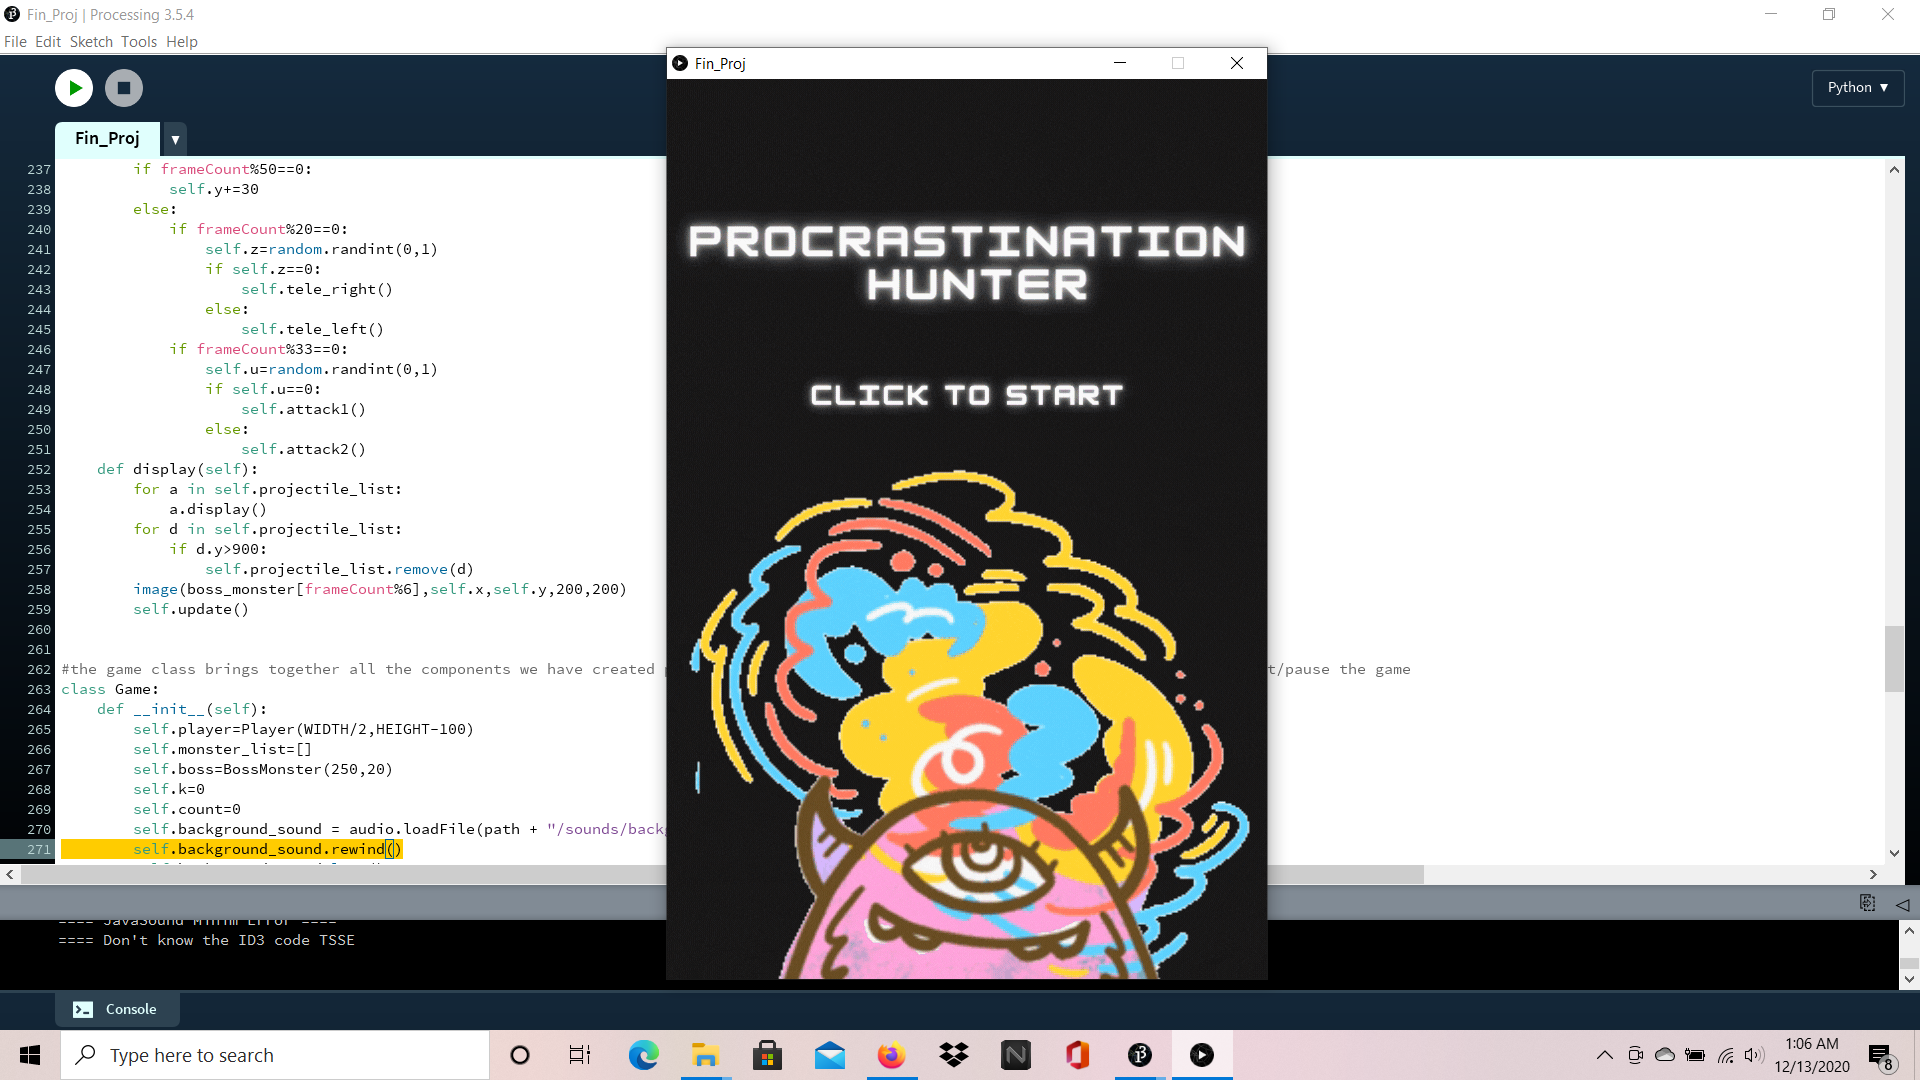 Fin_Proj | Processing 3.5.4
File Edit Sketch Tools Help
Python ▼
Fin_Proj ▼
237 if frameCount%50==0:
238 self.y+=30
239 else:
240 if frameCount%20==0:
241 self.z=random.randint(0,1)
242 if self.z==0:
243 self.tele_right()
244 else:
245 self.tele_left()
246 if frameCount%33==0:
247 self.u=random.randint(0,1)
248 if self.u==0:
249 self.attack1()
250 else:
251 self.attack2()
252 def display(self):
253 for a in self.projectile_list:
254 a.display()
255 for d in self.projectile_list:
256 if d.y>900:
257 self.projectile_list.remove(d)
258 image(boss_monster[frameCount%6],self.x,self.y,200,200)
259 self.update()
260
261
262 #the game class brings together all the components we have created t/pause the game
263 class Game:
264 def __init__(self):
265 self.player=Player(WIDTH/2,HEIGHT-100)
266 self.monster_list=[]
267 self.boss=BossMonster(250,20)
268 self.k=0
269 self.count=0
270 self.background_sound = audio.loadFile(path + "/sounds/back
271 self.background_sound.rewind()
Fin_Proj
PROCRASTINATION
HUNTER
CLICK TO START
==== JavaSound Minim Error ====
==== Don't know the ID3 code TSSE
Console
Type here to search
1:06 AM
12/13/2020
8